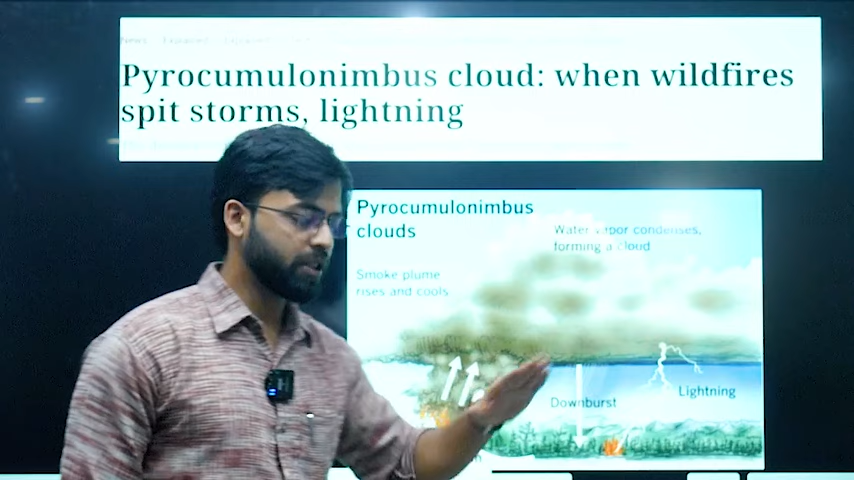 Pyrocumulonimbus cloud: when wildfires
spit storms, lightning
Pyrocumulonimbus
clouds
Water vapor condenses,
forming a cloud
Smoke plume
rises and cools
Lightning
Downburst